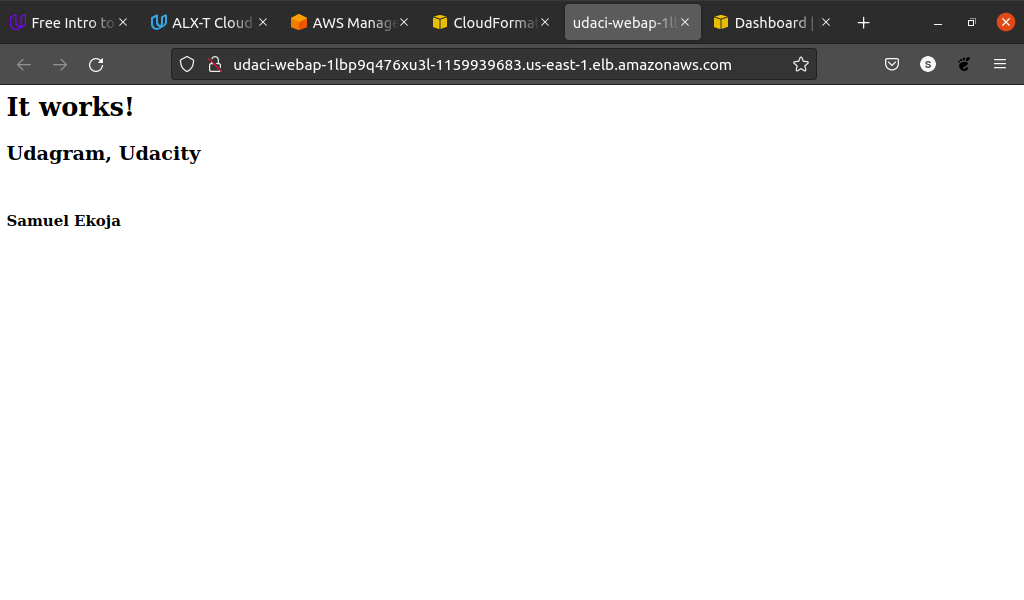 Free Intro to
ALX-T Cloud
AWS Manage
CloudFormat
udaci-webap-1l
Dashboard |
udaci-webap-1lbp9q476xu3l-1159939683.us-east-1.elb.amazonaws.com
S
It works!
Udagram, Udacity
Samuel Ekoja